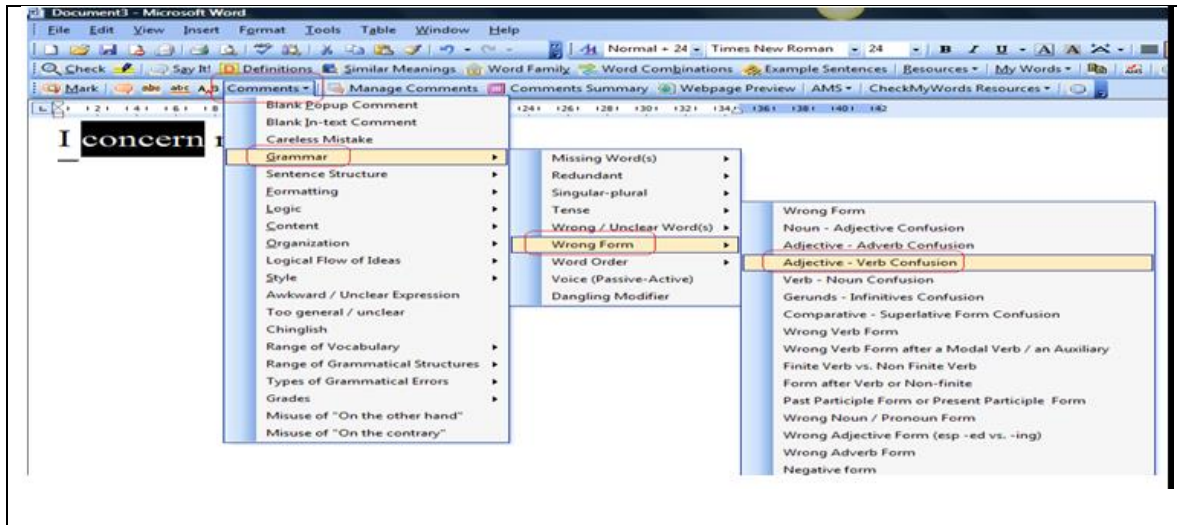 Document3 - Microsoft Word
File Edit View Insert Format Tools Table Window Help
Normal + 24 Times New Roman 24 B I U A A
Check Say It! Definitions Similar Meanings Word Family Word Combinations Example Sentences Resources My Words
Mark abc abc Comments Manage Comments Comments Summary Webpage Preview AMS CheckMyWords Resources
I concern
Blank Popup Comment
Blank In-text Comment
Careless Mistake
Grammar
Sentence Structure
Formatting
Logic
Content
Organization
Logical Flow of Ideas
Style
Awkward / Unclear Expression
Too general / unclear
Chinglish
Range of Vocabulary
Range of Grammatical Structures
Types of Grammatical Errors
Grades
Misuse of "On the other hand"
Misuse of "On the contrary"
Missing Word(s)
Redundant
Singular-plural
Tense
Wrong / Unclear Word(s)
Wrong Form
Word Order
Voice (Passive-Active)
Dangling Modifier
Wrong Form
Noun - Adjective Confusion
Adjective - Adverb Confusion
Adjective - Verb Confusion
Verb - Noun Confusion
Gerunds - Infinitives Confusion
Comparative - Superlative Form Confusion
Wrong Verb Form
Wrong Verb Form after a Modal Verb / an Auxiliary
Finite Verb vs. Non Finite Verb
Form after Verb or Non-finite
Past Participle Form or Present Participle Form
Wrong Noun / Pronoun Form
Wrong Adjective Form (esp -ed vs. -ing)
Wrong Adverb Form
Negative form